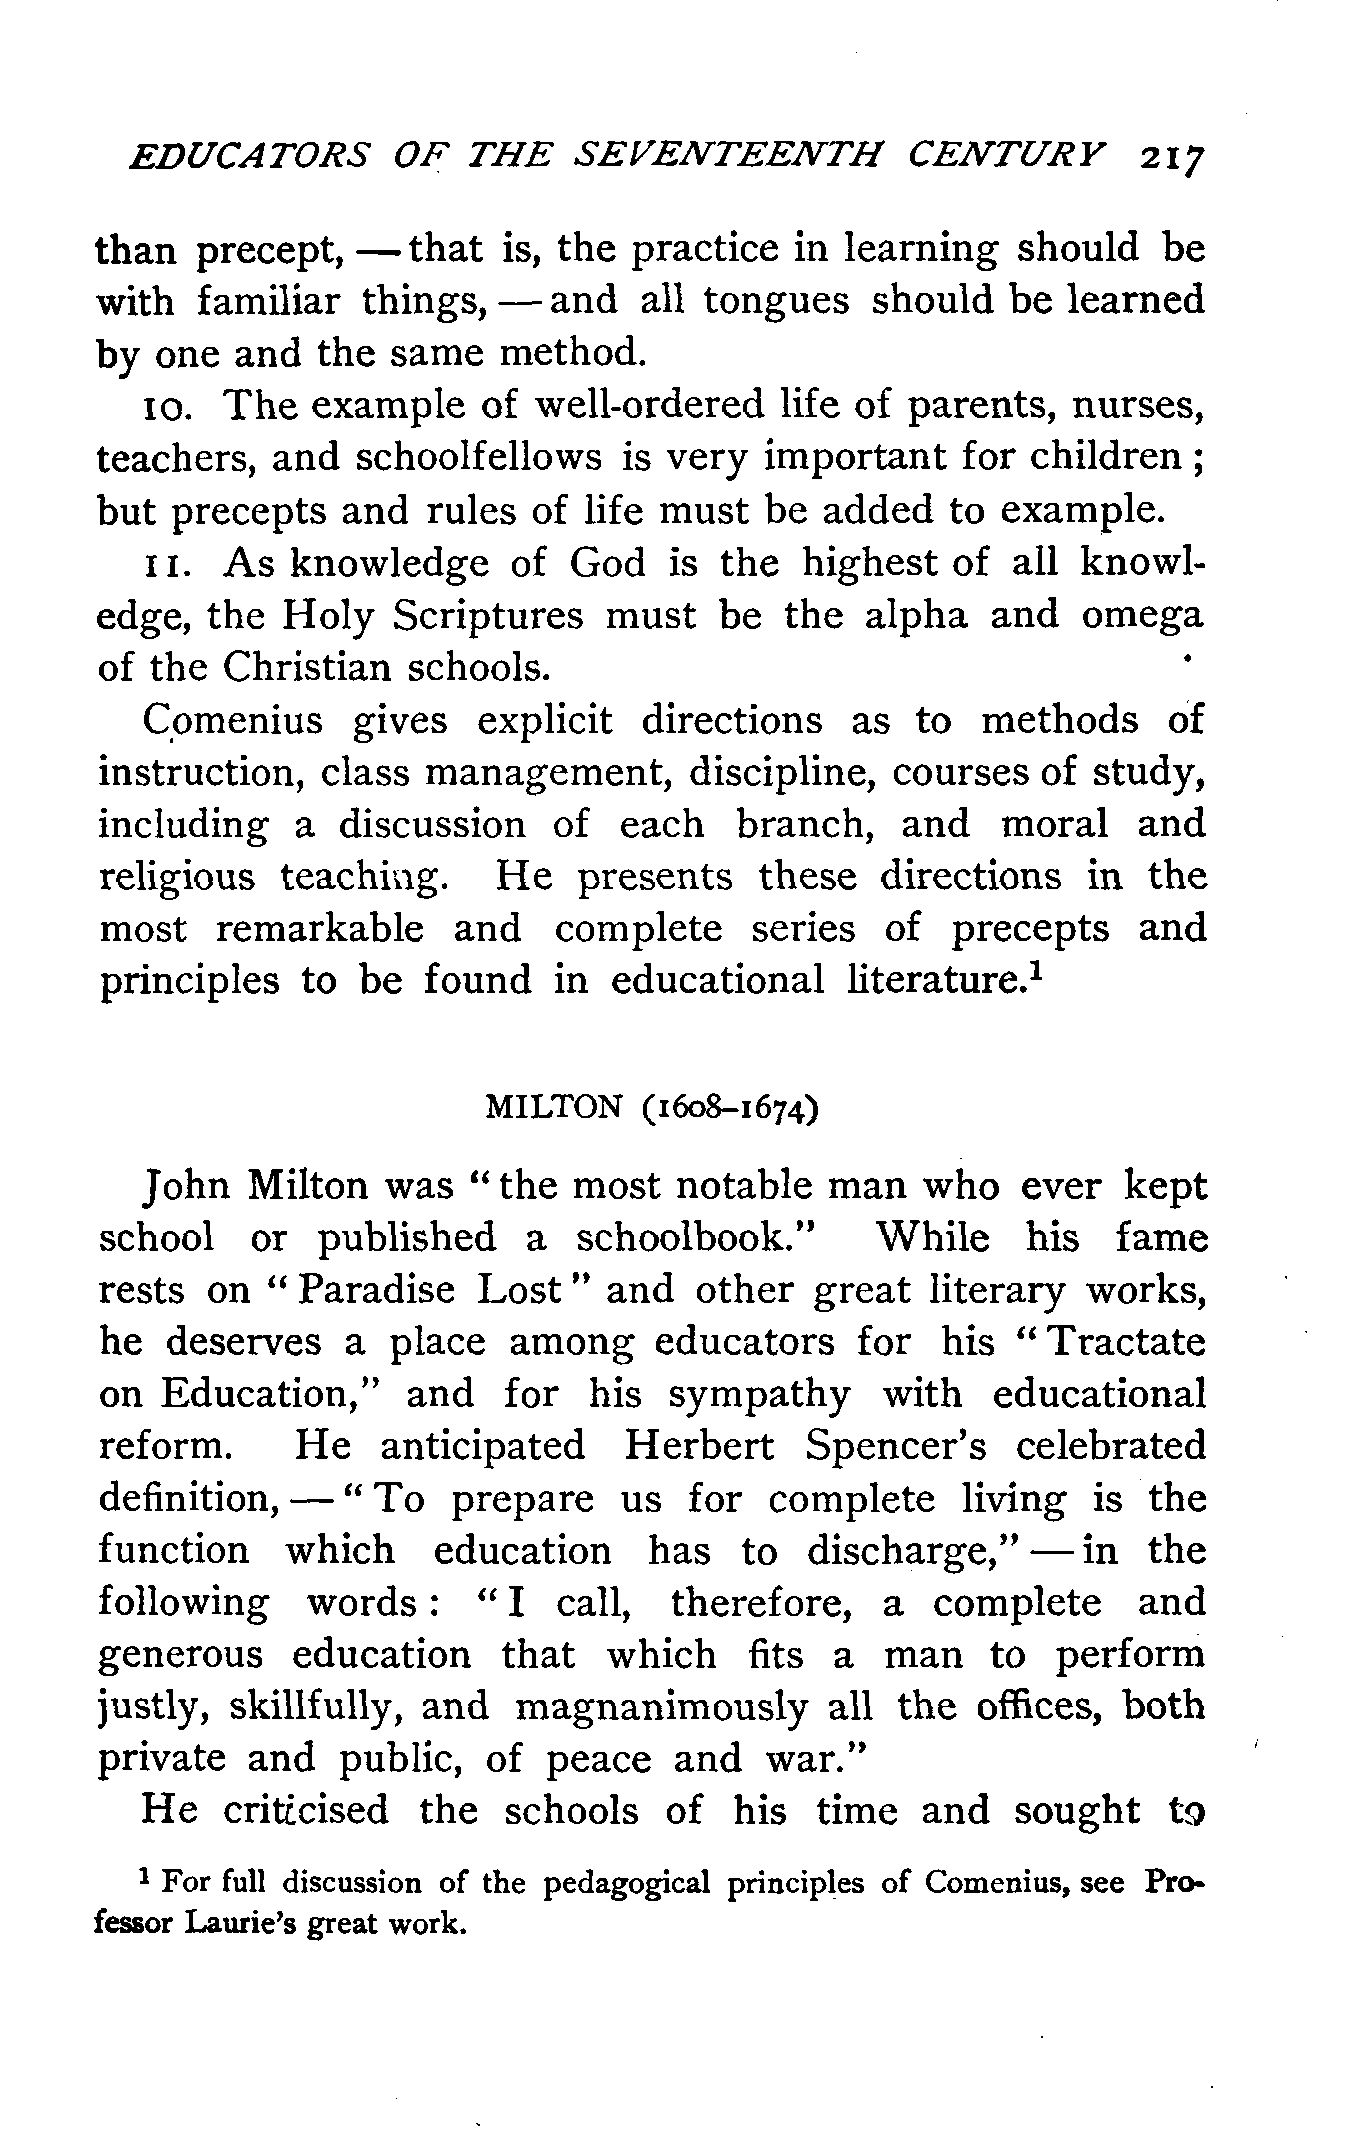 EDUCATORS OF THE SEVENTEENTH CENTURY 217
than precept, — that is, the practice in learning should be
with familiar things, — and all tongues should be learned
by one and the same method.
10. The example of well-ordered life of parents, nurses,
teachers, and schoolfellows is very important for children ;
but precepts and rules of life must be added to example.
11. As knowledge of God is the highest of all knowl-
edge, the Holy Scriptures must be the alpha and omega
of the Christian schools.
Comenius gives explicit directions as to methods of
instruction, class management, discipline, courses of study,
including a discussion of each branch, and moral and
religious teaching. He presents these directions in the
most remarkable and complete series of precepts and
principles to be found in educational literature.¹
MILTON (1608–1674)
John Milton was “ the most notable man who ever kept
school or published a schoolbook.” While his fame
rests on “ Paradise Lost ” and other great literary works,
he deserves a place among educators for his “ Tractate
on Education,” and for his sympathy with educational
reform. He anticipated Herbert Spencer’s celebrated
definition, — “ To prepare us for complete living is the
function which education has to discharge,” — in the
following words : “ I call, therefore, a complete and
generous education that which fits a man to perform
justly, skillfully, and magnanimously all the offices, both
private and public, of peace and war.”
He criticised the schools of his time and sought to
¹ For full discussion of the pedagogical principles of Comenius, see Pro-
fessor Laurie’s great work.